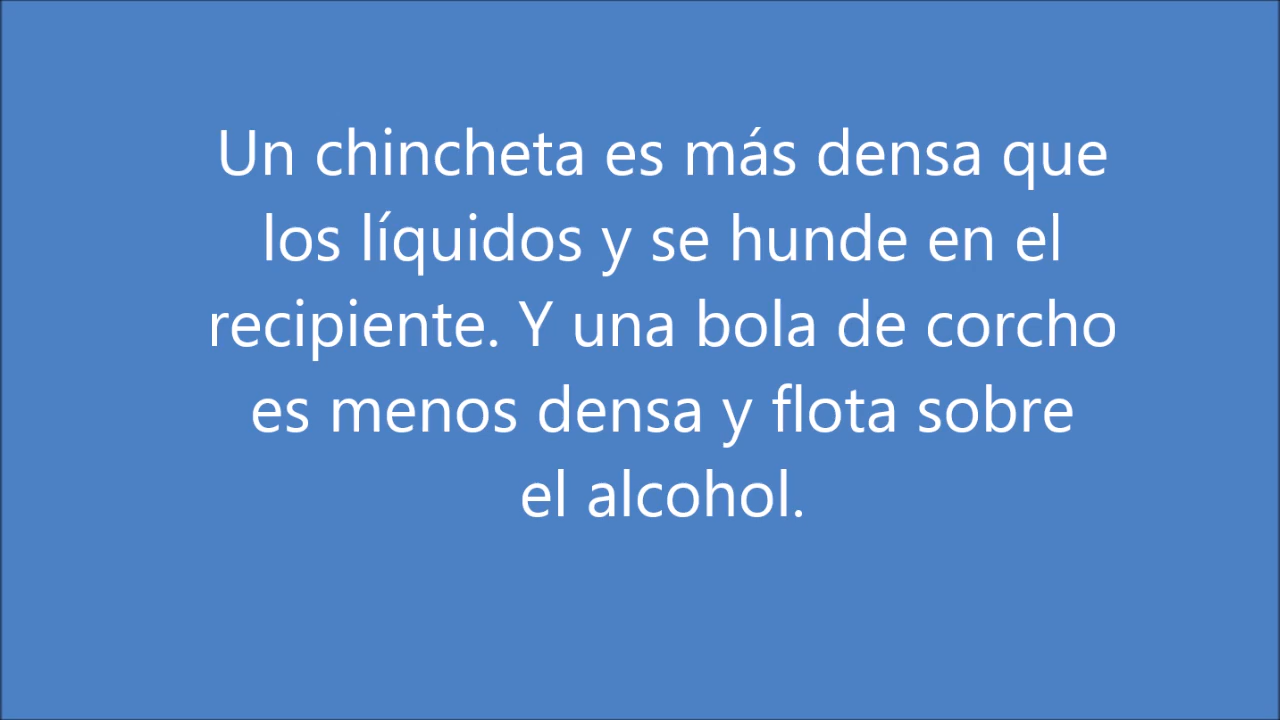 Un chincheta es más densa que
los líquidos y se hunde en el
recipiente. Y una bola de corcho
es menos densa y flota sobre
el alcohol.